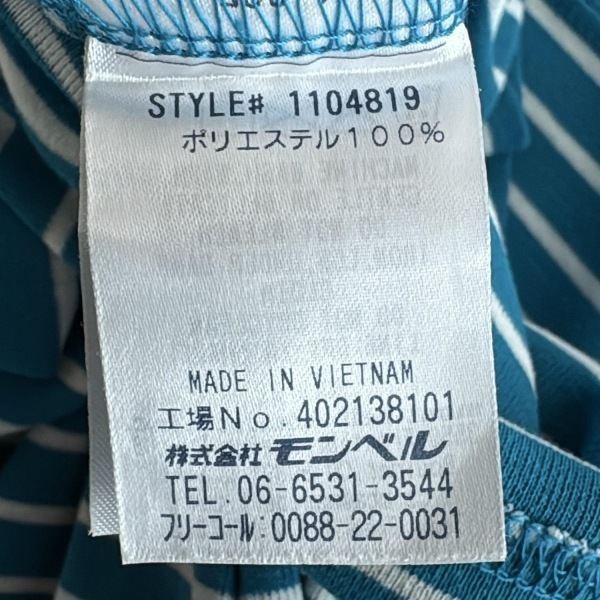 STYLE# 1104819
ポリエステル100%
MADE IN VIETNAM
工場No.402138101
株式会社モンベル
TEL.06-6531-3544
フリーコール:0088-22-0031